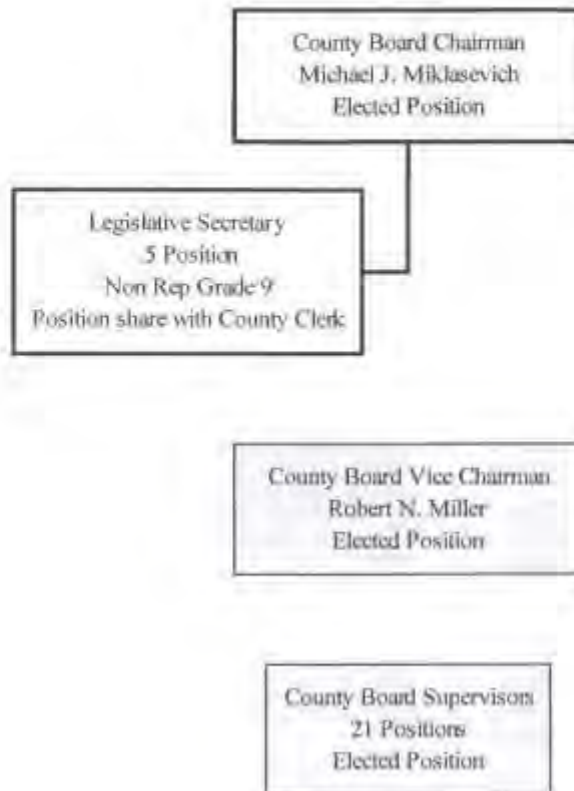 County Board Chairman
Michael J. Miklasevich
Elected Position
Legislative Secretary
.5 Position
Non Rep Grade 9
Position share with County Clerk
County Board Vice Chairman
Robert N. Miller
Elected Position
County Board Supervisors
21 Positions
Elected Position